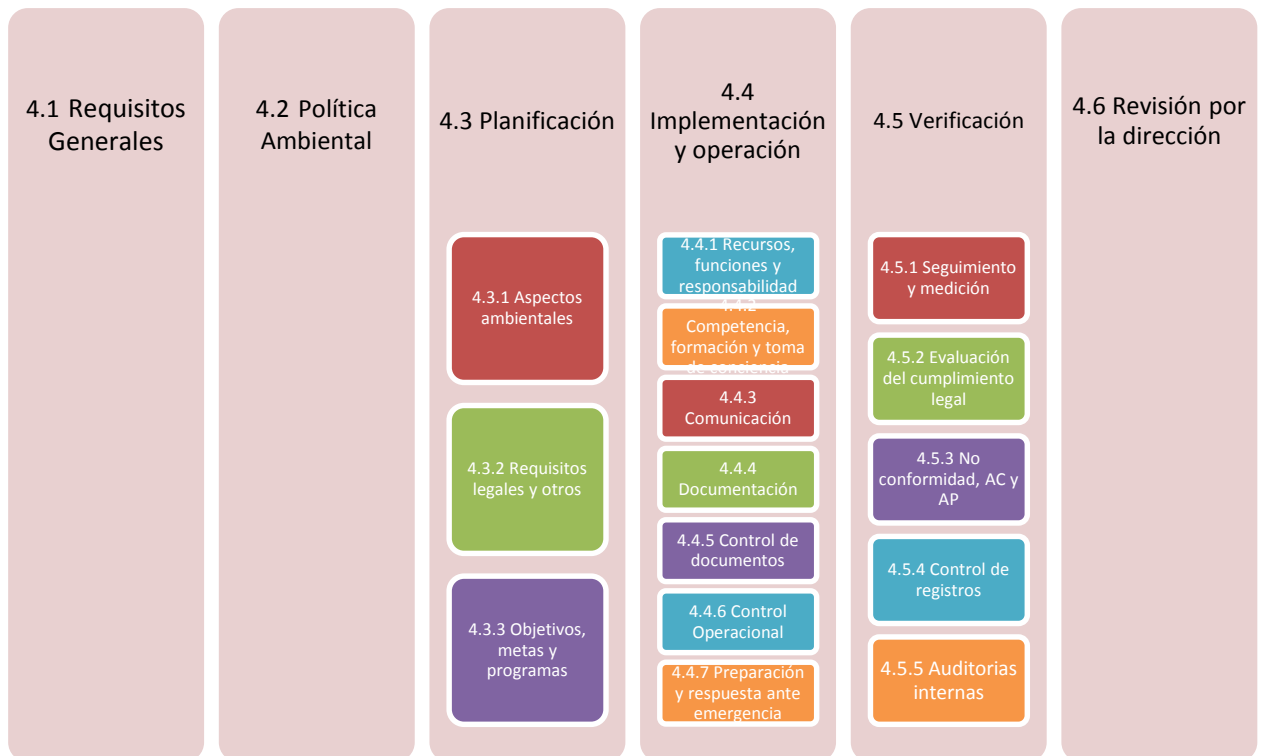 4.1 Requisitos
Generales
4.2 Política
Ambiental
4.3 Planificación
4.3.1 Aspectos
ambientales
4.3.2 Requisitos
legales y otros
4.3.3 Objetivos,
metas y
programas
4.4
Implementación
y operación
4.4.1 Recursos,
funciones y
responsabilidad
4.4.2
Competencia,
formación y toma
de conciencia
4.4.3
Comunicación
4.4.4
Documentación
4.4.5 Control de
documentos
4.4.6 Control
Operacional
4.4.7 Preparación
y respuesta ante
emergencia
4.5 Verificación
4.5.1 Seguimiento
y medición
4.5.2 Evaluación
del cumplimiento
legal
4.5.3 No
conformidad, AC y
AP
4.5.4 Control de
registros
4.5.5 Auditorias
internas
4.6 Revisión por
la dirección